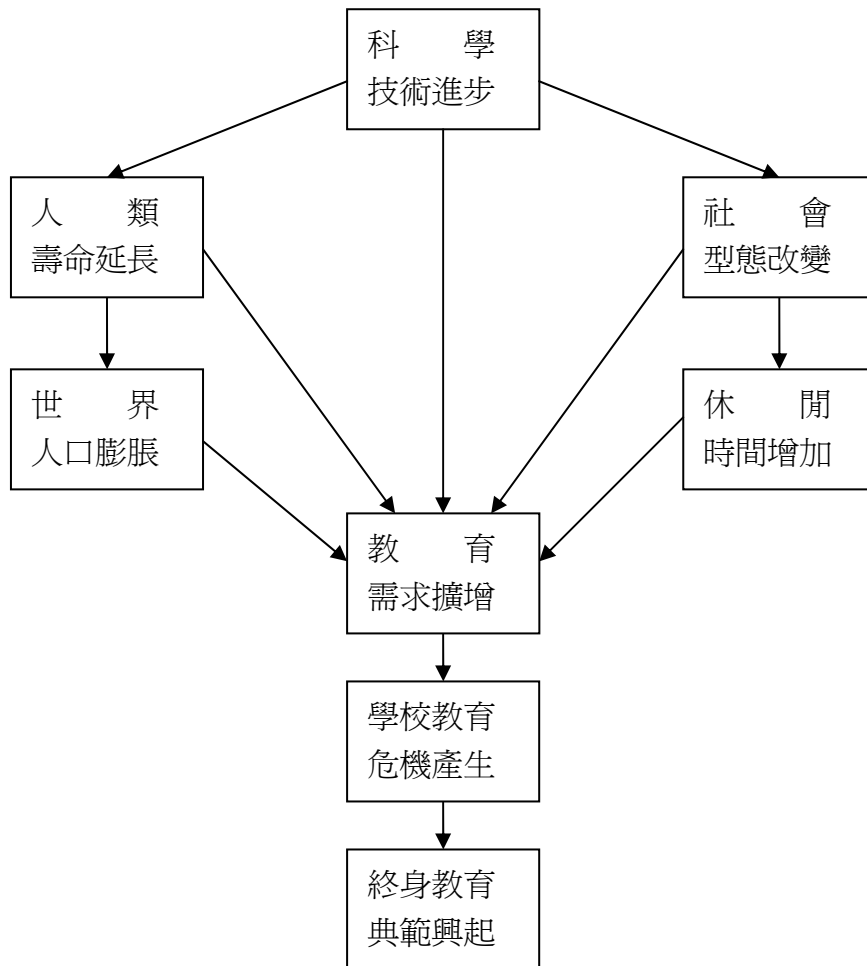 科　　學
技術進步
人　　類
壽命延長
社　　會
型態改變
世　　界
人口膨脹
休　　閒
時間增加
教　　育
需求擴增
學校教育
危機產生
終身教育
典範興起